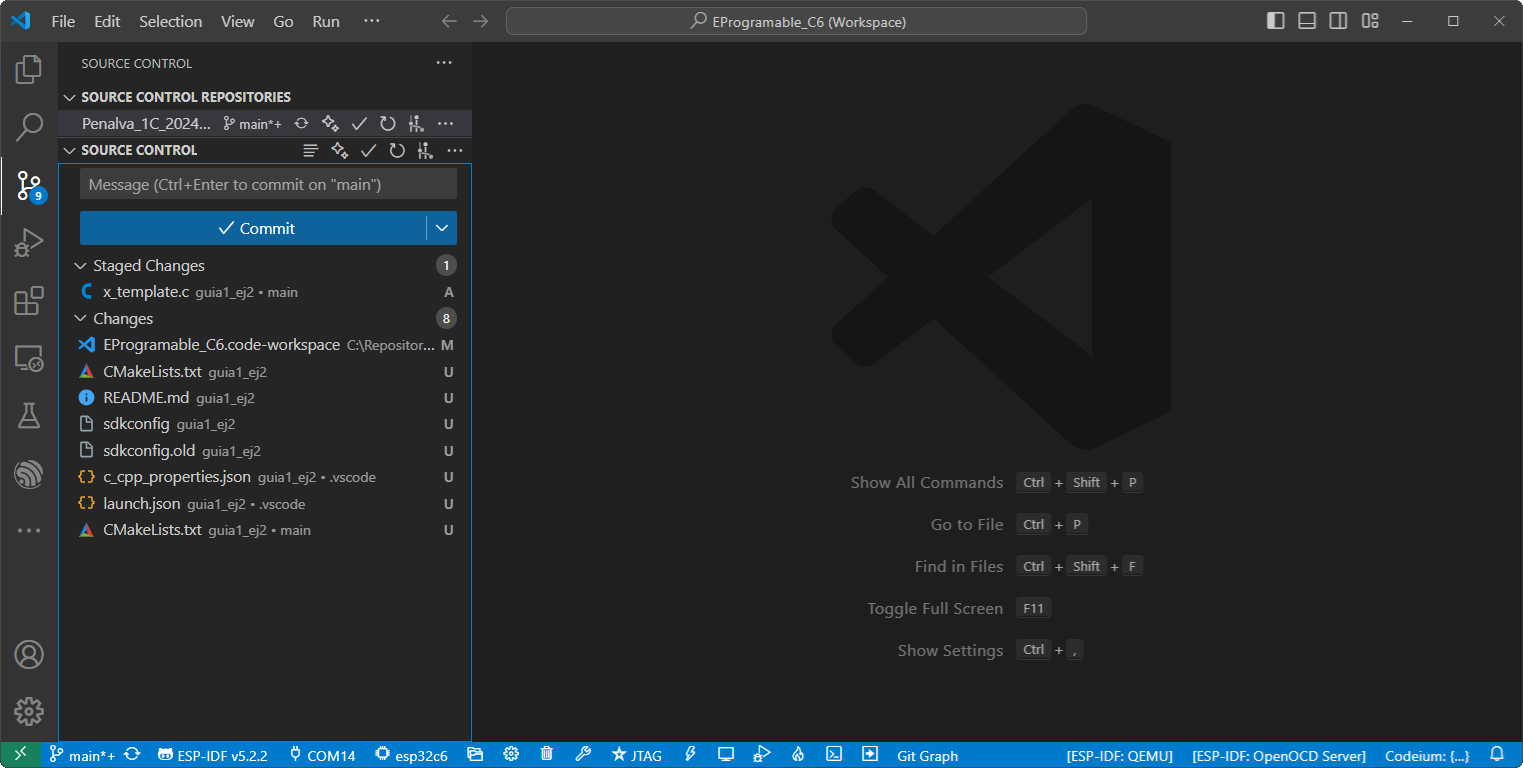 File Edit Selection View Go Run ··· EProgramable_C6 (Workspace)
SOURCE CONTROL ···
SOURCE CONTROL REPOSITORIES
Penalva_1C_2024... main*+ ···
SOURCE CONTROL ···
Message (Ctrl+Enter to commit on "main")
Commit
Staged Changes 1
x_template.c guia1_ej2 • main A
Changes 8
EProgramable_C6.code-workspace C:\Repositor... M
CMakeLists.txt guia1_ej2 U
README.md guia1_ej2 U
sdkconfig guia1_ej2 U
sdkconfig.old guia1_ej2 U
c_cpp_properties.json guia1_ej2 • .vscode U
launch.json guia1_ej2 • .vscode U
CMakeLists.txt guia1_ej2 • main U
9
Show All Commands Ctrl + Shift + P
Go to File Ctrl + P
Find in Files Ctrl + Shift + F
Toggle Full Screen F11
Show Settings Ctrl + ,
main*+ ESP-IDF v5.2.2 COM14 esp32c6 JTAG Git Graph [ESP-IDF: QEMU] [ESP-IDF: OpenOCD Server] Codeium: {...}